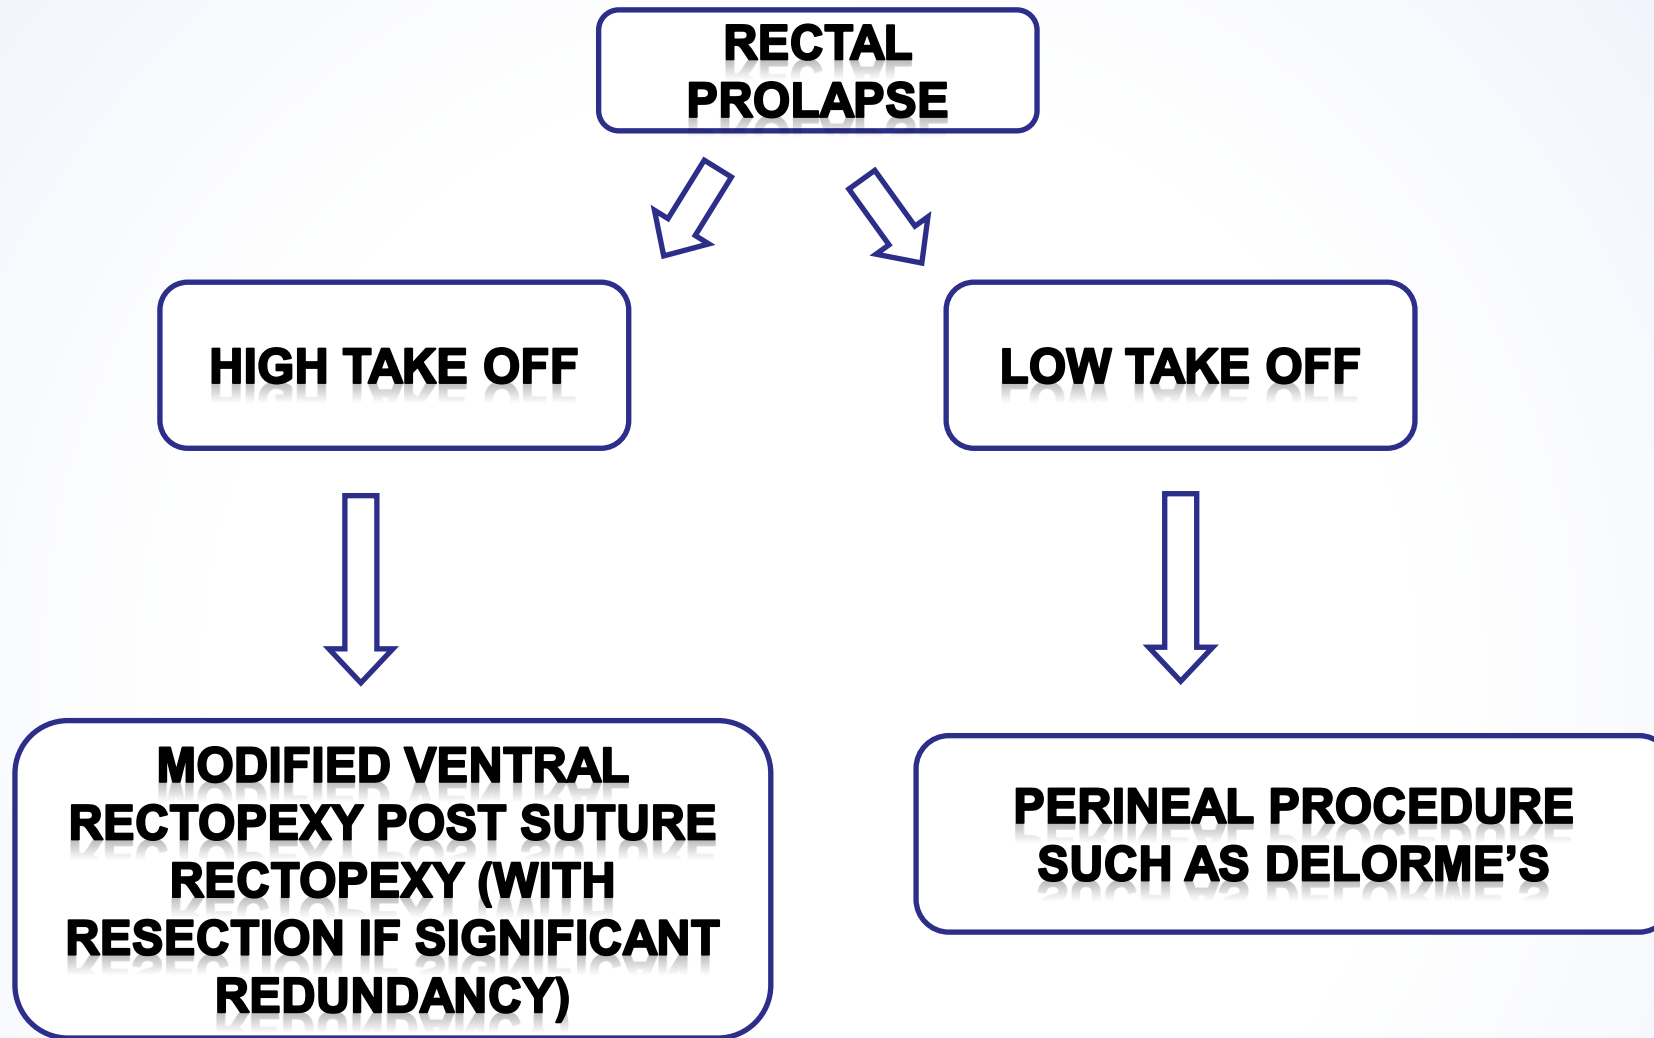 RECTAL
PROLAPSE
HIGH TAKE OFF
LOW TAKE OFF
MODIFIED VENTRAL
RECTOPEXY POST SUTURE
RECTOPEXY (WITH
RESECTION IF SIGNIFICANT
REDUNDANCY)
PERINEAL PROCEDURE
SUCH AS DELORME’S